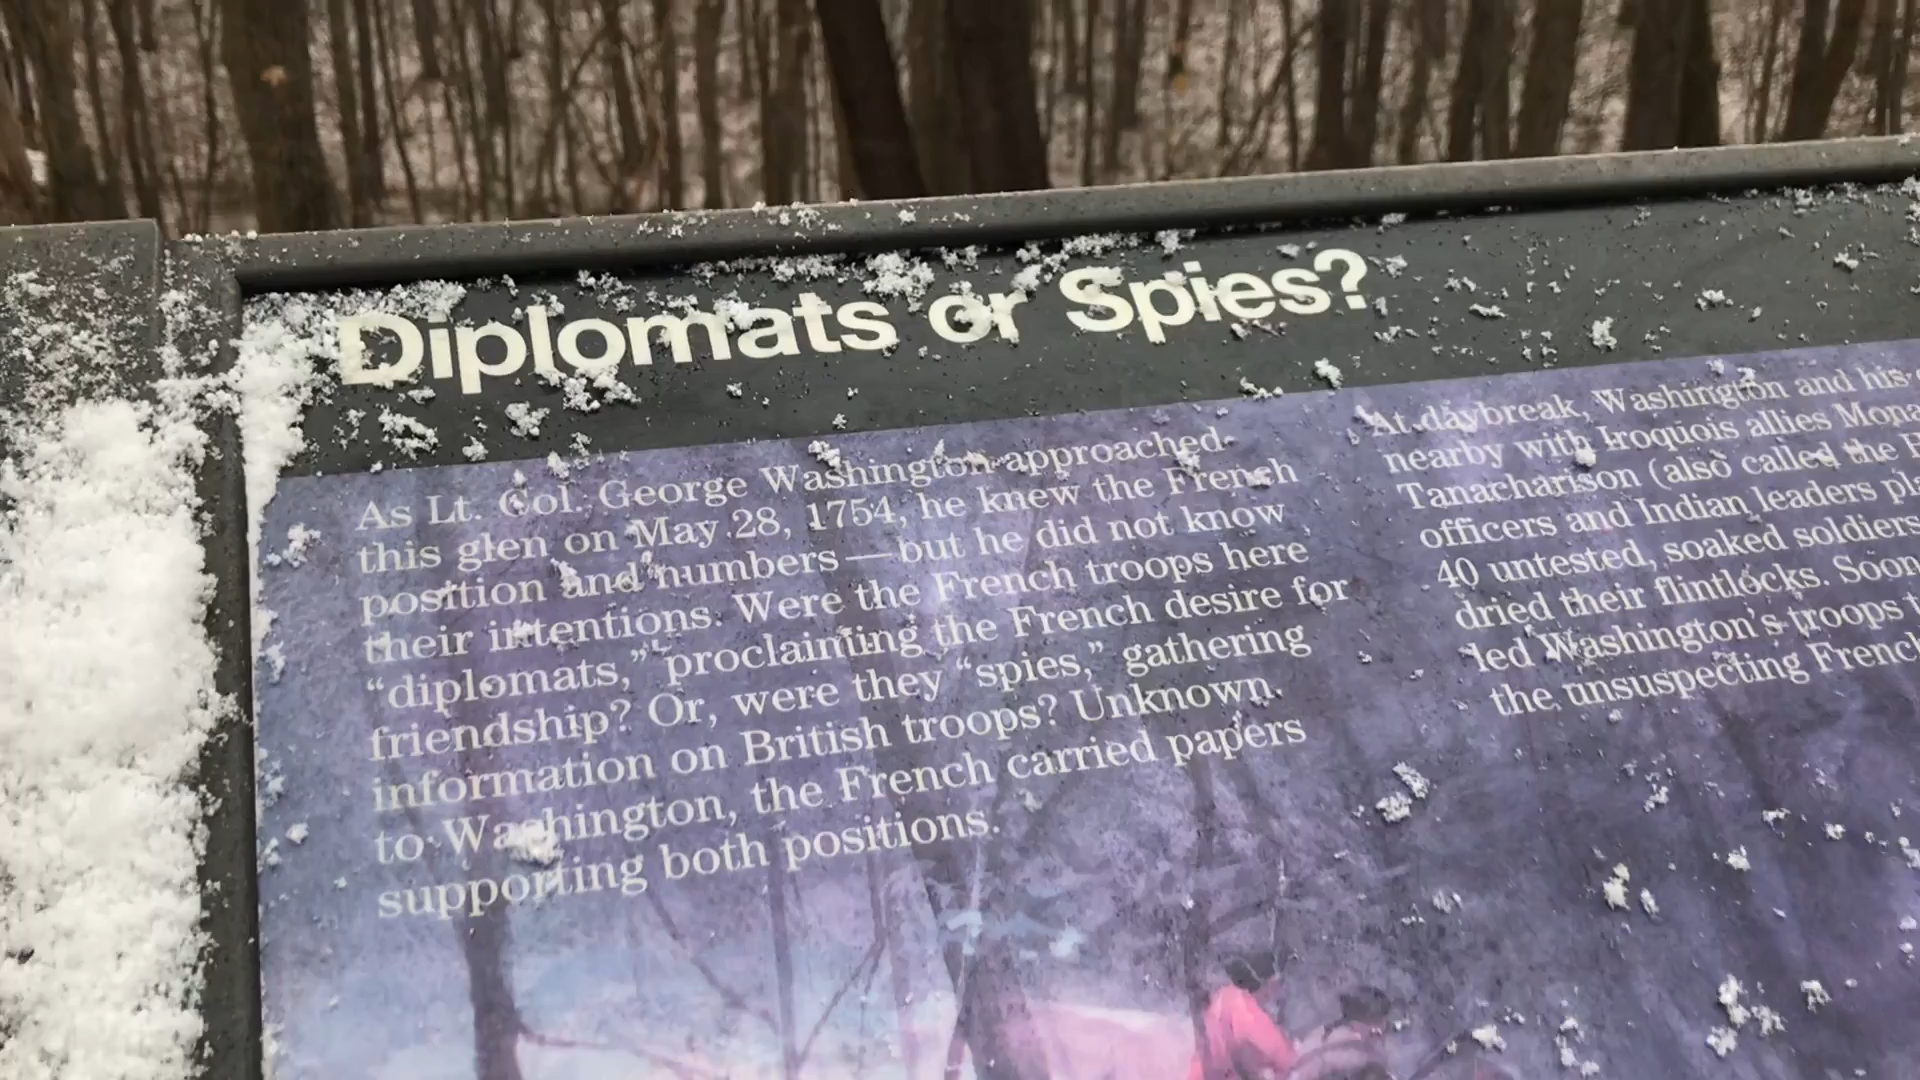 Diplomats or Spies?
As Lt. Col. George Washington approached
this glen on May 28, 1754, he knew the French
position and numbers — but he did not know
their intentions. Were the French troops here
“diplomats,” proclaiming the French desire for
friendship? Or, were they “spies,” gathering
information on British troops? Unknown
to Washington, the French carried papers
supporting both positions.
At daybreak, Washington and his
nearby with Iroquois allies
Tanacharison (also called the
officers and Indian leaders
40 untested, soaked soldiers
dried their flintlocks. Soon
led Washington's troops
the unsuspecting